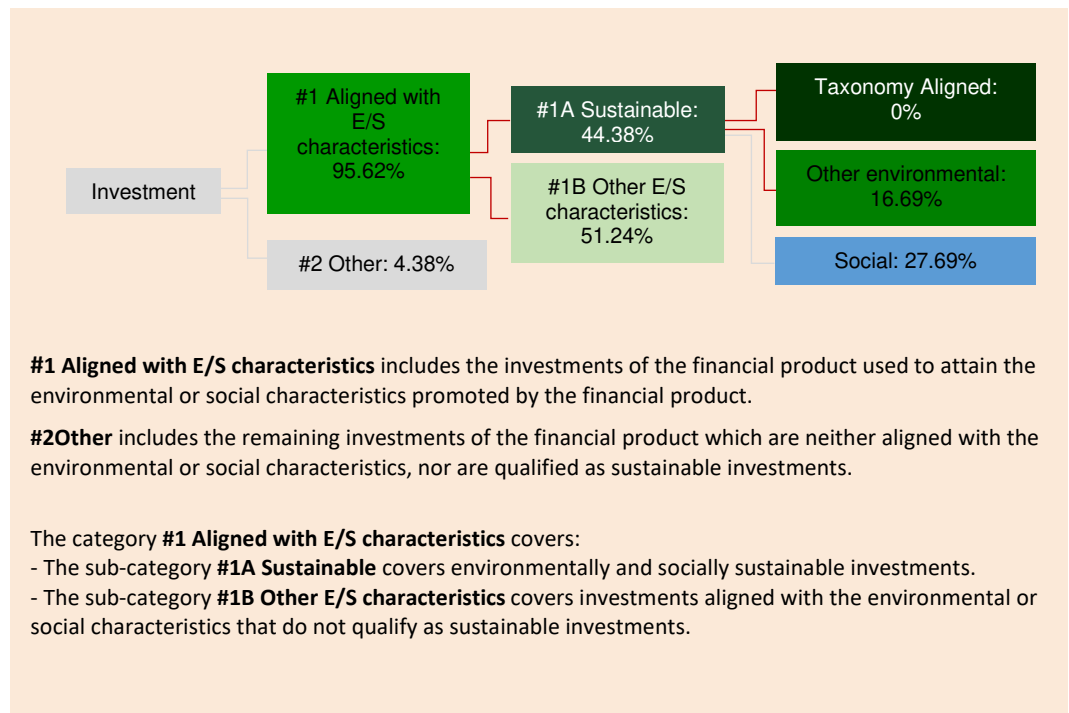 Investment
#1 Aligned with
E/S
characteristics:
95.62%
#2 Other: 4.38%
#1A Sustainable:
44.38%
#1B Other E/S
characteristics:
51.24%
Taxonomy Aligned:
0%
Other environmental:
16.69%
Social: 27.69%
#1 Aligned with E/S characteristics includes the investments of the financial product used to attain the
environmental or social characteristics promoted by the financial product.
#2Other includes the remaining investments of the financial product which are neither aligned with the
environmental or social characteristics, nor are qualified as sustainable investments.
The category #1 Aligned with E/S characteristics covers:
- The sub-category #1A Sustainable covers environmentally and socially sustainable investments.
- The sub-category #1B Other E/S characteristics covers investments aligned with the environmental or
social characteristics that do not qualify as sustainable investments.